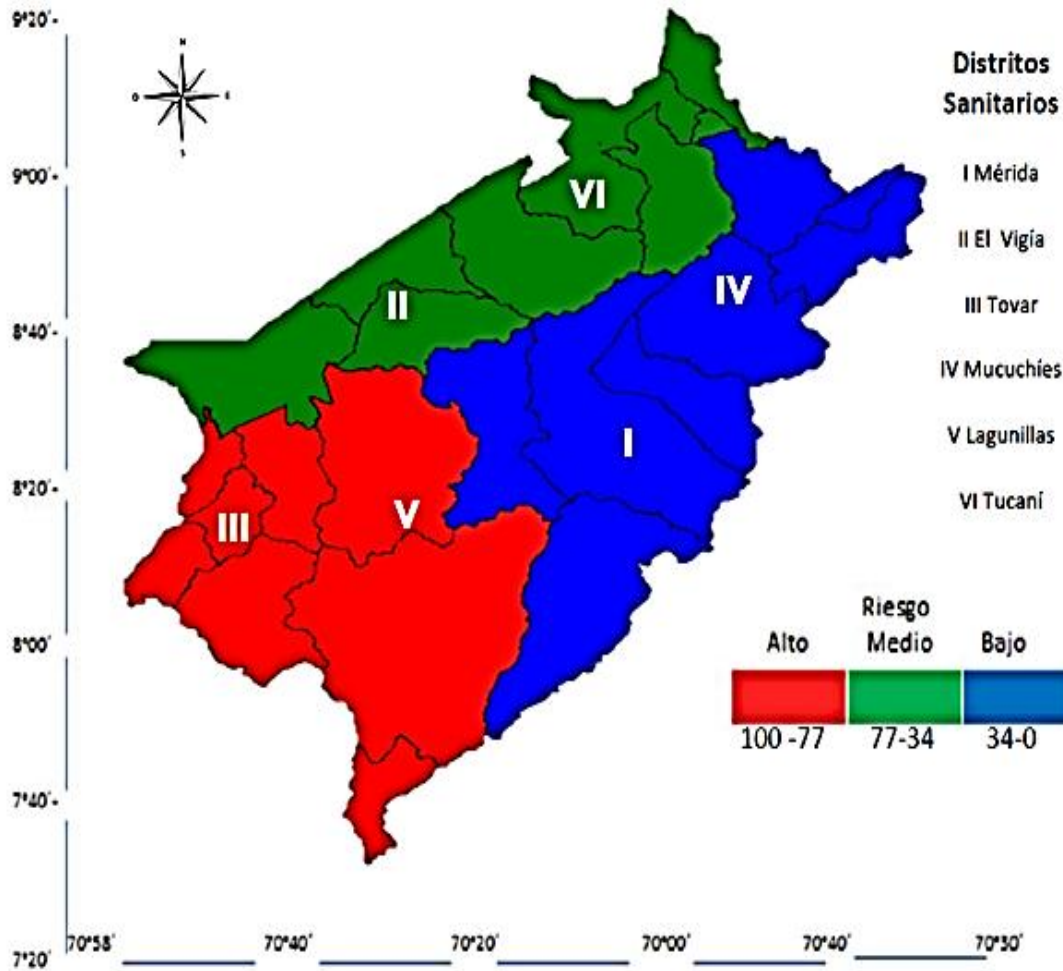 9°20'
N
O
E
S
Distritos
Sanitarios
9°00'
I Mérida
VI
II El Vigía
IV
II
III Tovar
8°40'
IV Mucuchíes
I
V Lagunillas
8°20'
V
III
VI Tucaní
Riesgo
8°00'
Alto Medio Bajo
100 -77 77-34 34-0
7°40'
70°58' 70°40' 70°20' 70°00' 70°40' 70°50'
7°20'